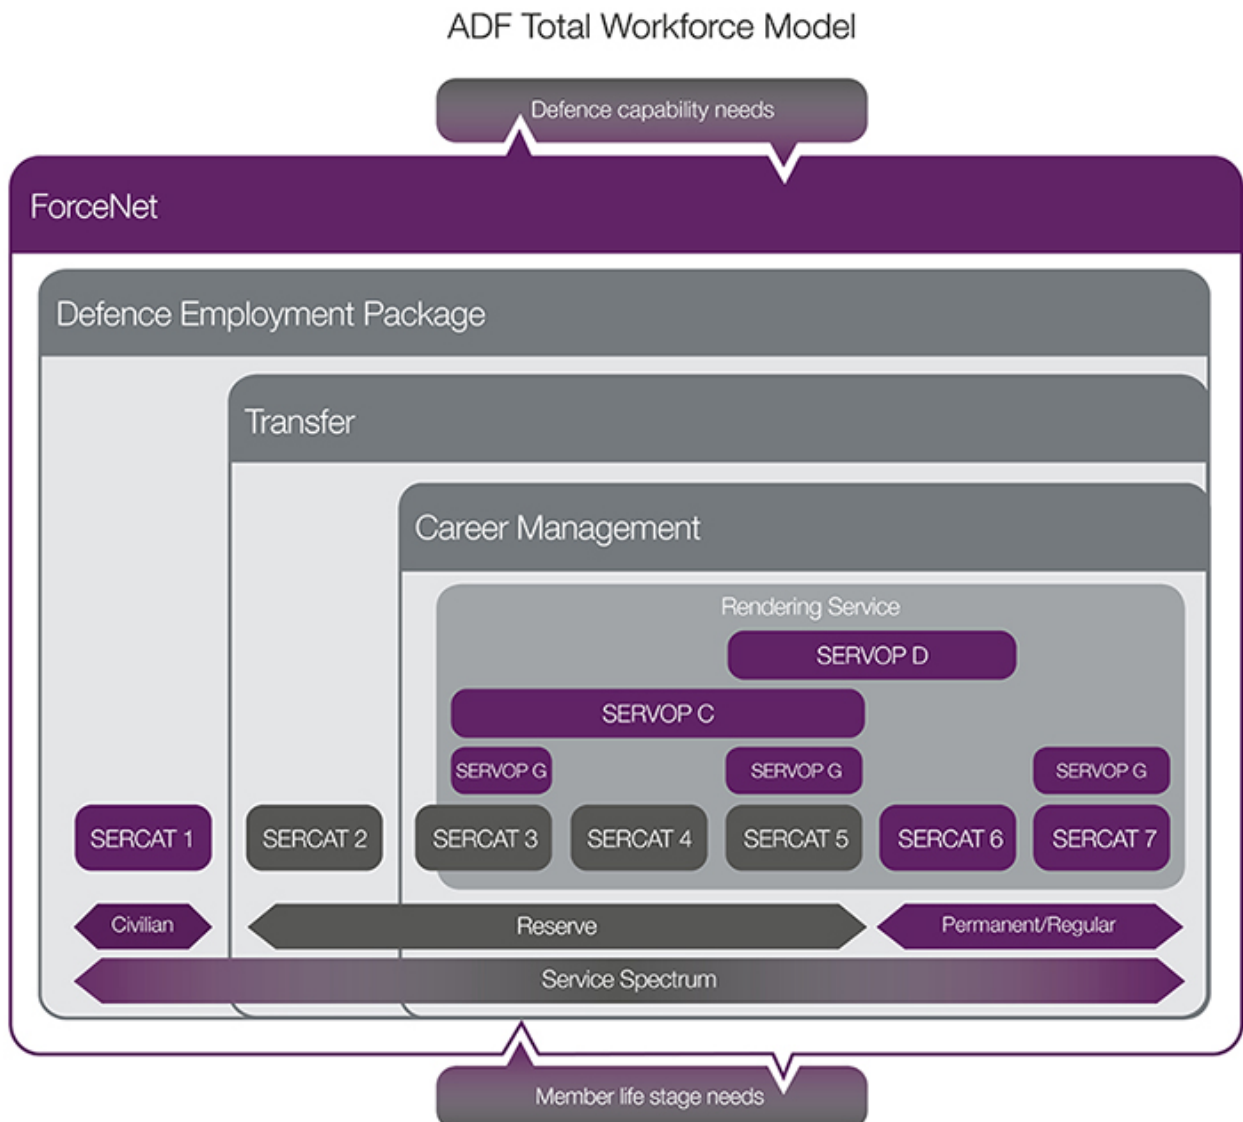 ADF Total Workforce Model
Defence capability needs
ForceNet
Defence Employment Package
Transfer
Career Management
Rendering Service
SERVOP D
SERVOP C
SERVOP G SERVOP G SERVOP G
SERCAT 1 SERCAT 2 SERCAT 3 SERCAT 4 SERCAT 5 SERCAT 6 SERCAT 7
Civilian Reserve Permanent/Regular
Service Spectrum
Member life stage needs